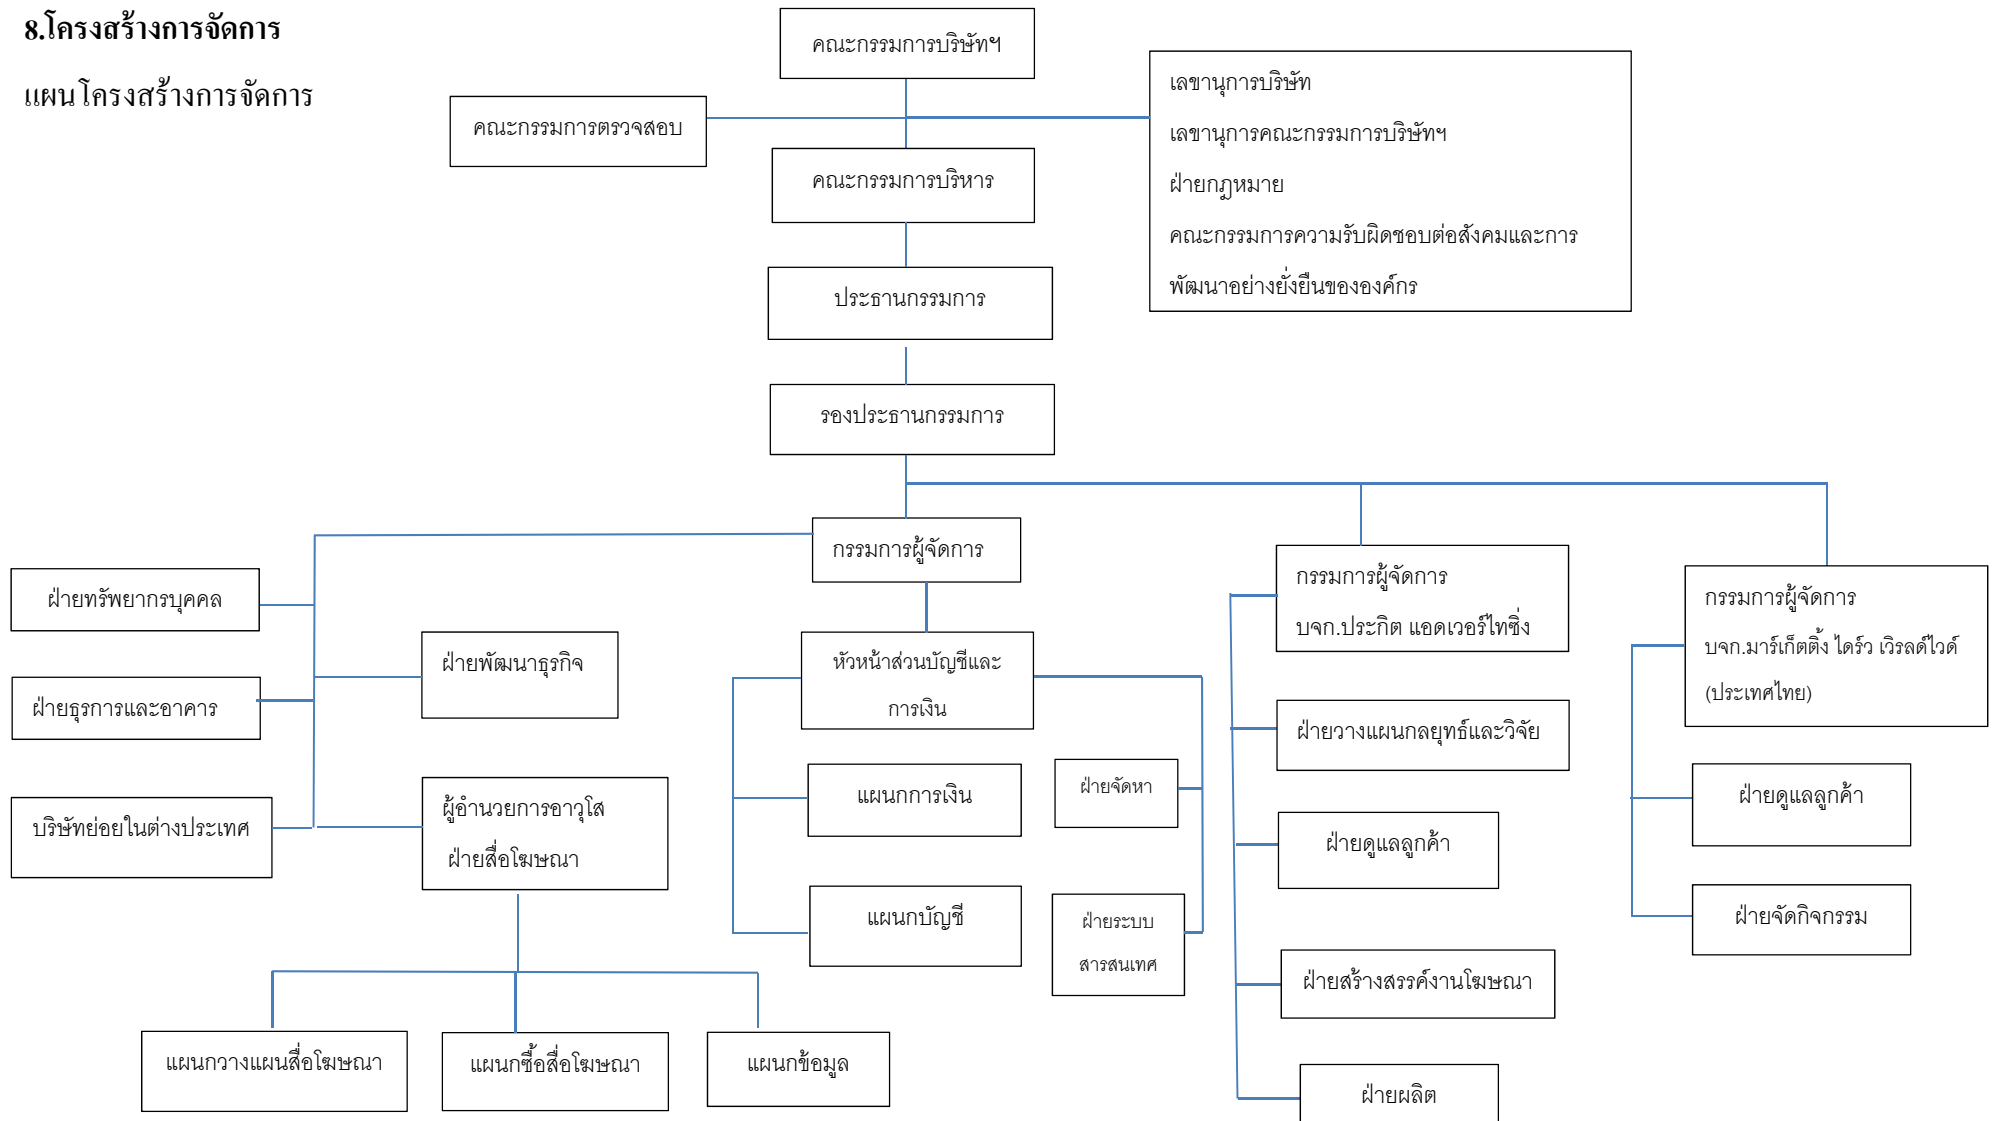 8.โครงสร้างการจัดการ
แผนโครงสร้างการจัดการ
คณะกรรมการบริษัทฯ
คณะกรรมการตรวจสอบ
เลขานุการบริษัท
เลขานุการคณะกรรมการบริษัทฯ
ฝ่ายกฎหมาย
คณะกรรมการความรับผิดชอบต่อสังคมและการ
พัฒนาอย่างยั่งยืนขององค์กร
คณะกรรมการบริหาร
ประธานกรรมการ
รองประธานกรรมการ
กรรมการผู้จัดการ
กรรมการผู้จัดการ
บจก.ประกิต แอดเวอร์ไทซิ่ง
กรรมการผู้จัดการ
บจก.มาร์เก็ตติ้ง ไดร์ว เวิรลด์ไวด์
(ประเทศไทย)
ฝ่ายทรัพยากรบุคคล
ฝ่ายพัฒนาธุรกิจ
ฝ่ายธุรการและอาคาร
บริษัทย่อยในต่างประเทศ
ผู้อำนวยการอาวุโส
ฝ่ายสื่อโฆษณา
หัวหน้าส่วนบัญชีและ
การเงิน
แผนกการเงิน
แผนกบัญชี
ฝ่ายจัดหา
ฝ่ายระบบ
สารสนเทศ
ฝ่ายวางแผนกลยุทธ์และวิจัย
ฝ่ายดูแลลูกค้า
ฝ่ายสร้างสรรค์งานโฆษณา
ฝ่ายผลิต
ฝ่ายดูแลลูกค้า
ฝ่ายจัดกิจกรรม
แผนกวางแผนสื่อโฆษณา
แผนกซื้อสื่อโฆษณา
แผนกข้อมูล